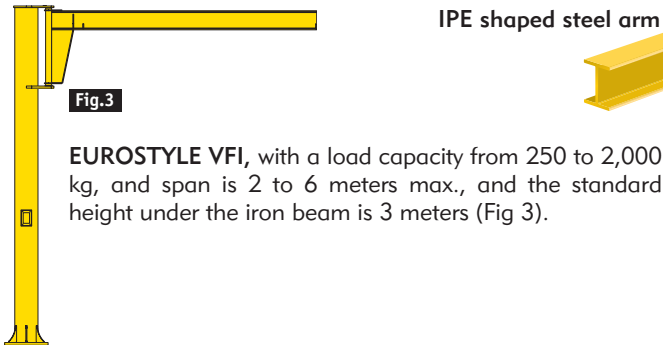 IPE shaped steel arm
Fig.3
EUROSTYLE VFI, with a load capacity from 250 to 2,000
kg, and span is 2 to 6 meters max., and the standard
height under the iron beam is 3 meters (Fig 3).